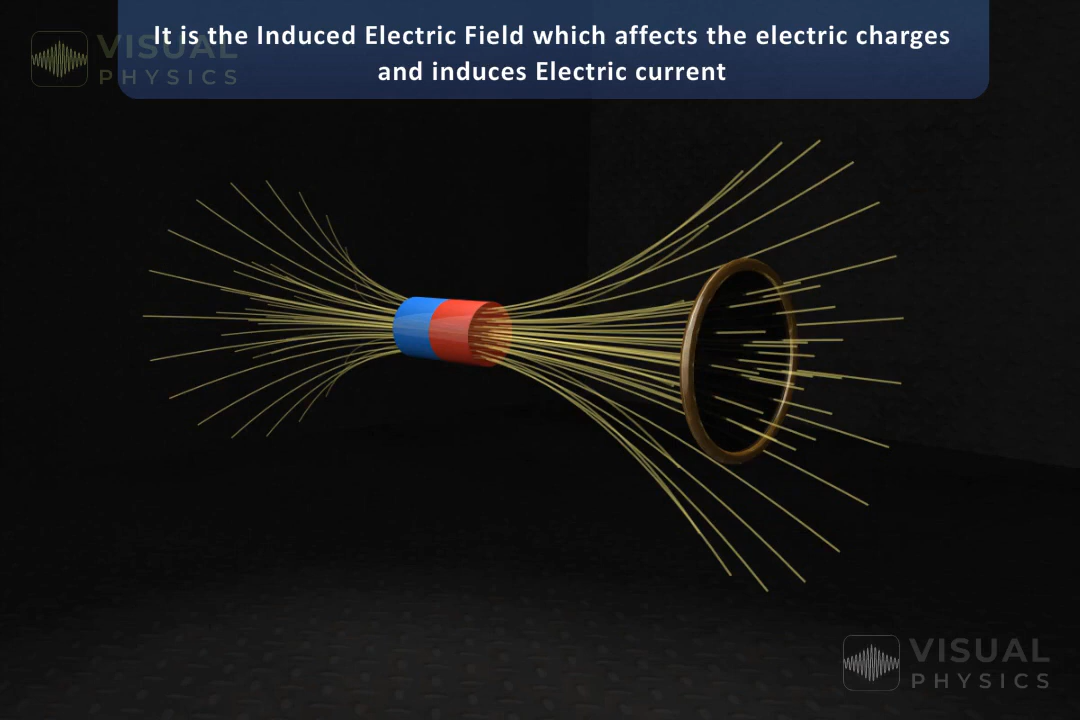 It is the Induced Electric Field which affects the electric charges
and induces Electric current
VISUAL
PHYSICS
VISUAL
PHYSICS